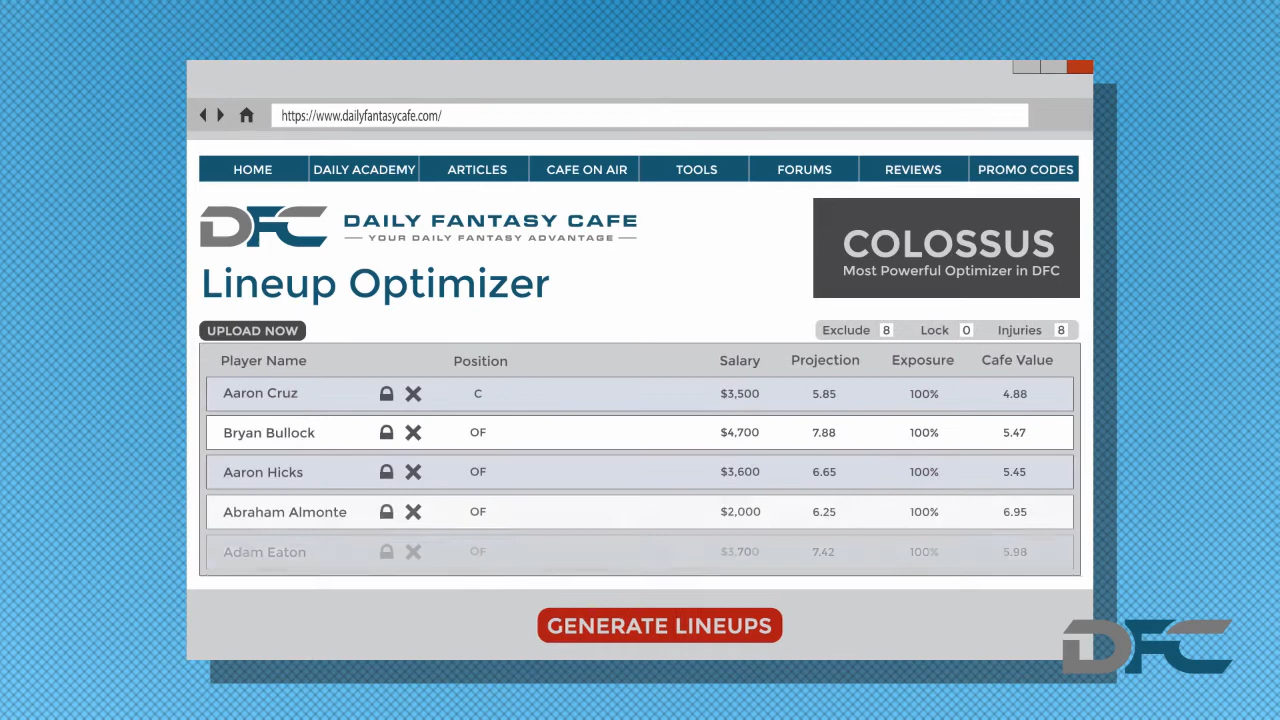 https://www.dailyfantasycafe.com/
HOME DAILY ACADEMY ARTICLES CAFE ON AIR TOOLS FORUMS REVIEWS PROMO CODES
DFC DAILY FANTASY CAFE
YOUR DAILY FANTASY ADVANTAGE
Lineup Optimizer
COLOSSUS
Most Powerful Optimizer in DFC
UPLOAD NOW Exclude 8 Lock 0 Injuries 8
Player Name Position Salary Projection Exposure Cafe Value
Aaron Cruz C $3,500 5.85 100% 4.88
Bryan Bullock OF $4,700 7.88 100% 5.47
Aaron Hicks OF $3,600 6.65 100% 5.45
Abraham Almonte OF $2,000 6.25 100% 6.95
Adam Eaton OF $3,700 7.42 100% 5.98
GENERATE LINEUPS
DFC